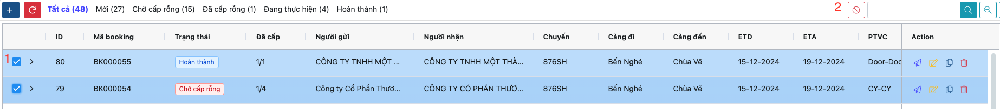 Tất cả (48) Mới (27) Chờ cấp rỗng (15) Đã cấp rỗng (1) Đang thực hiện (4) Hoàn thành (1) 2
ID Mã booking Trạng thái Đã cấp Người gửi Người nhận Chuyến Cảng đi Cảng đến ETD ETA PTVC Action
1 80 BK000055 Hoàn thành 1/1 CÔNG TY TNHH MỘT ... CÔNG TY TNHH MỘT THÀ... 876SH Bến Nghé Chùa Vẽ 15-12-2024 19-12-2024 Door-Doo
79 BK000054 Chờ cấp rỗng 1/4 Công ty Cổ Phần Thươ... CÔNG TY CỔ PHẦN THƯƠ... 876SH Bến Nghé Chùa Vẽ 15-12-2024 19-12-2024 CY-CY